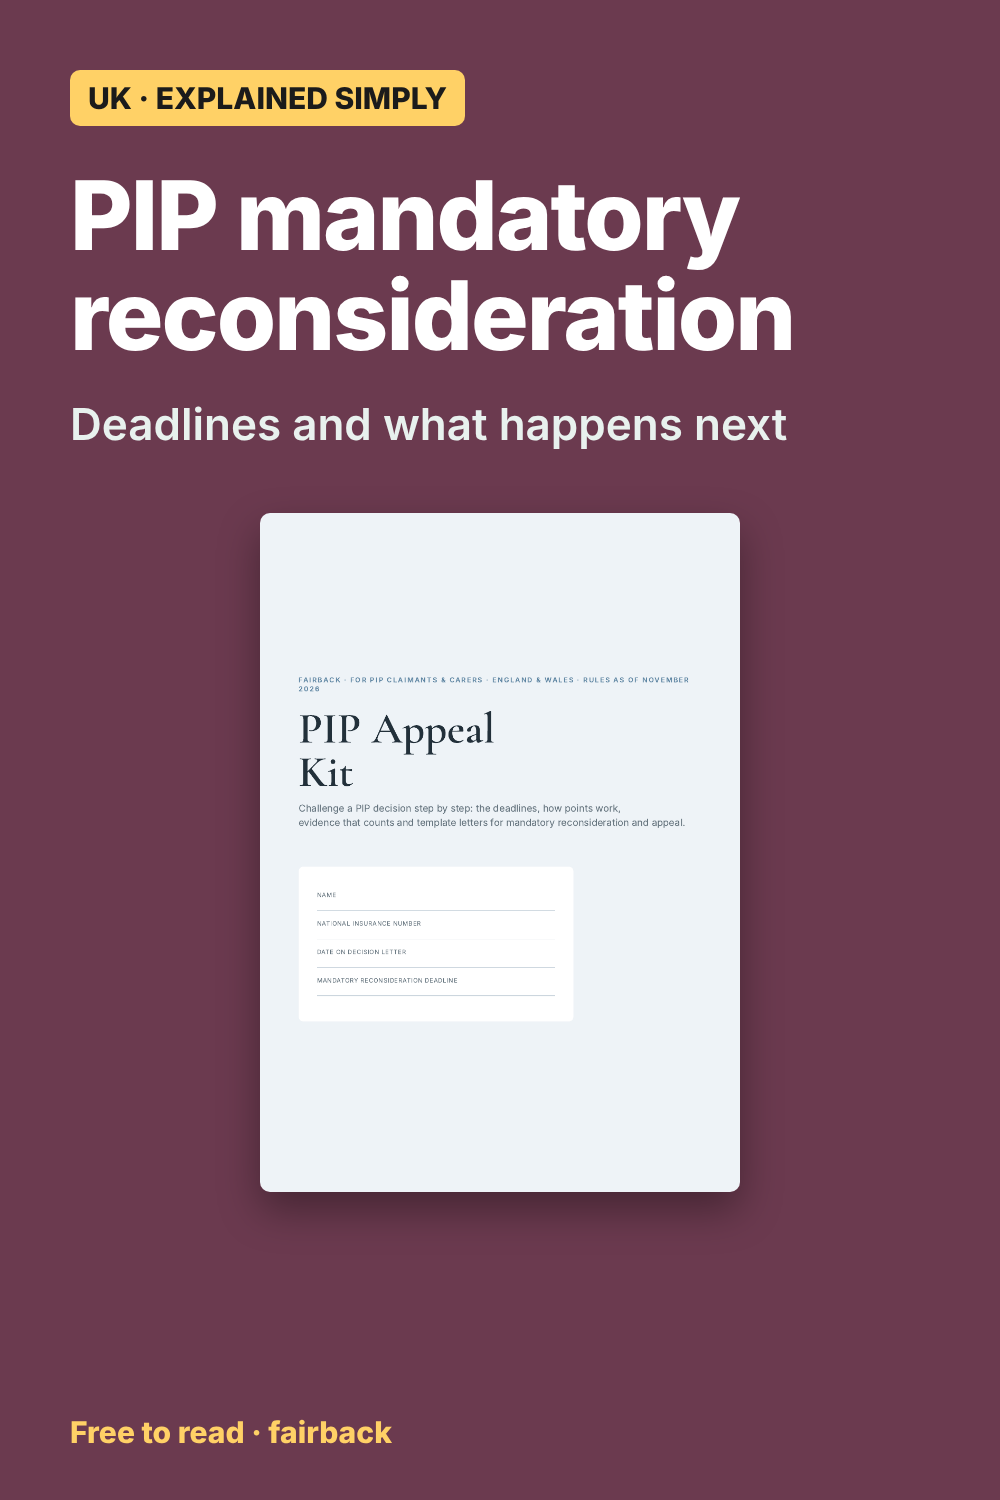 UK · EXPLAINED SIMPLY
PIP mandatory
reconsideration
Deadlines and what happens next
FAIRBACK · FOR PIP CLAIMANTS & CARERS · ENGLAND & WALES · RULES AS OF NOVEMBER
2026
PIP Appeal
Kit
Challenge a PIP decision step by step: the deadlines, how points work,
evidence that counts and template letters for mandatory reconsideration and appeal.
NAME
NATIONAL INSURANCE NUMBER
DATE ON DECISION LETTER
MANDATORY RECONSIDERATION DEADLINE
Free to read · fairback